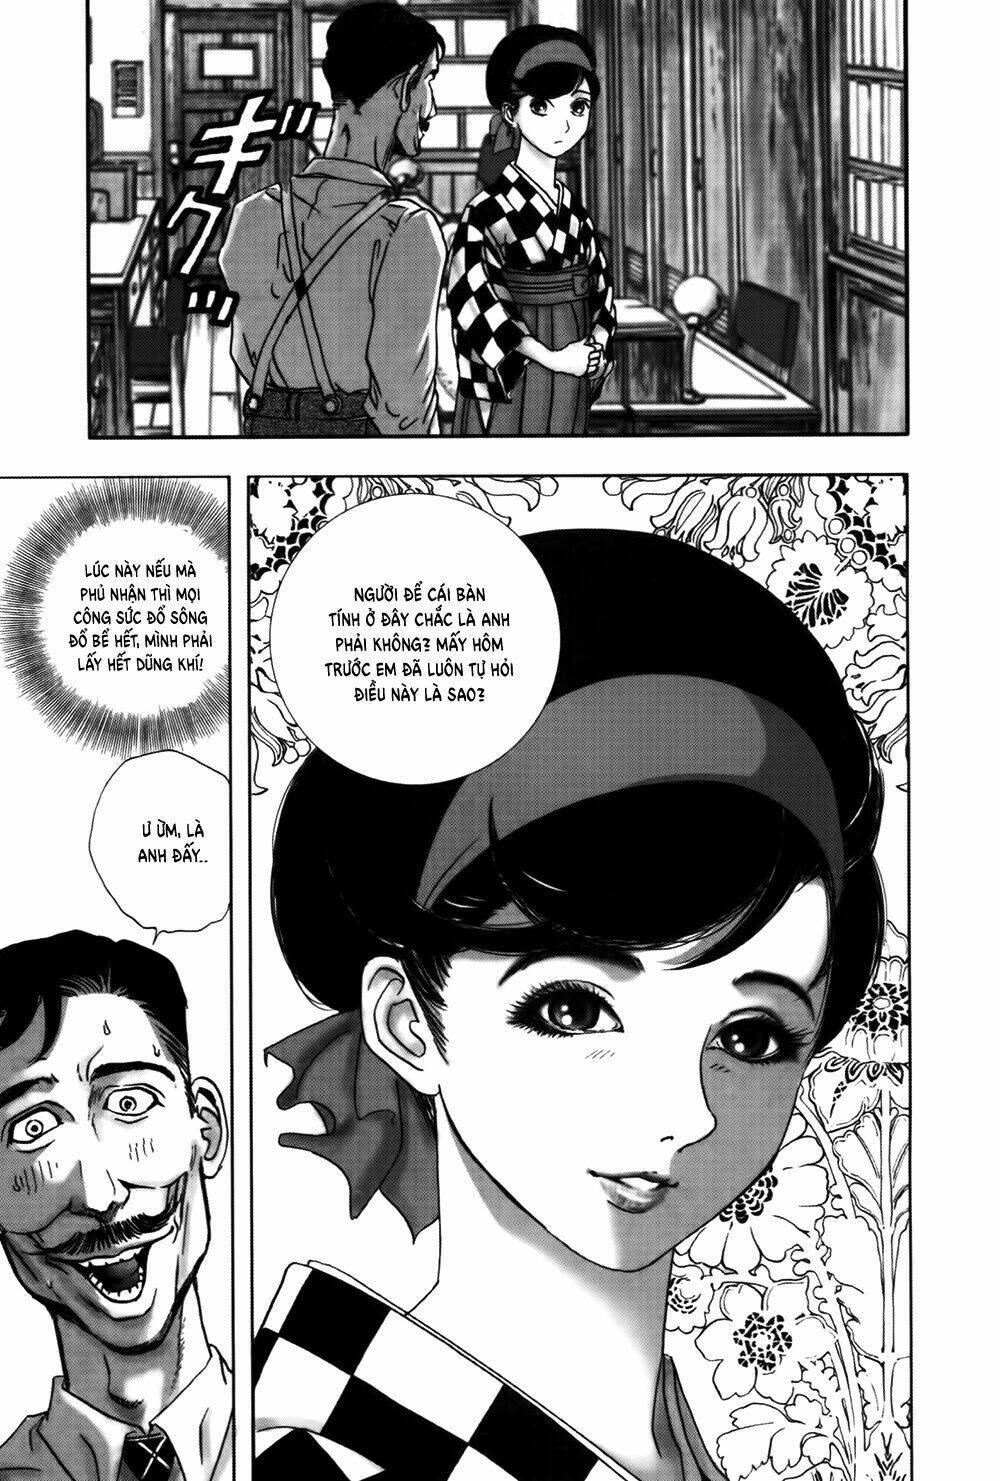 ギクッ
NGƯỜI ĐỂ CÁI BÀN
TÍNH Ở ĐÂY CHẮC LÀ ANH
PHẢI KHÔNG? MẤY HÔM
TRƯỚC EM ĐÃ LUÔN TỰ HỎI
ĐIỀU NÀY LÀ SAO?
LÚC NÀY NẾU MÀ
PHỦ NHẬN THÌ MỌI
CÔNG SỨC ĐỔ SÔNG
ĐỔ BỂ HẾT, MÌNH PHẢI
LẤY HẾT DŨNG KHÍ!
Ư ỪM, LÀ
ANH ĐẤY..